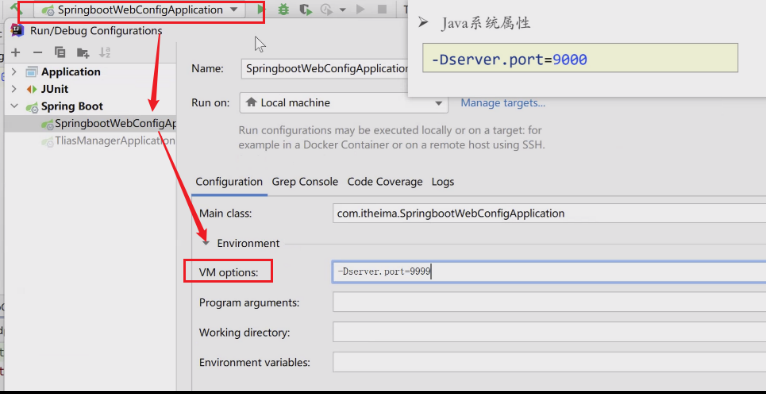 SpringbootWebConfigApplication
Run/Debug Configurations
Java系统属性
-Dserver.port=9000
Application
JUnit
Spring Boot
SpringbootWebConfigAp
TliasManagerApplication
Name:
SpringbootWebConfigApplication
Run on:
Local machine
Manage targets...
Run configurations may be executed locally or on a target: for
example in a Docker Container or on a remote host using SSH.
Configuration Grep Console Code Coverage Logs
Main class:
com.itheima.SpringbootWebConfigApplication
Environment
VM options:
-Dserver.port=9999
Program arguments:
Working directory:
Environment variables: